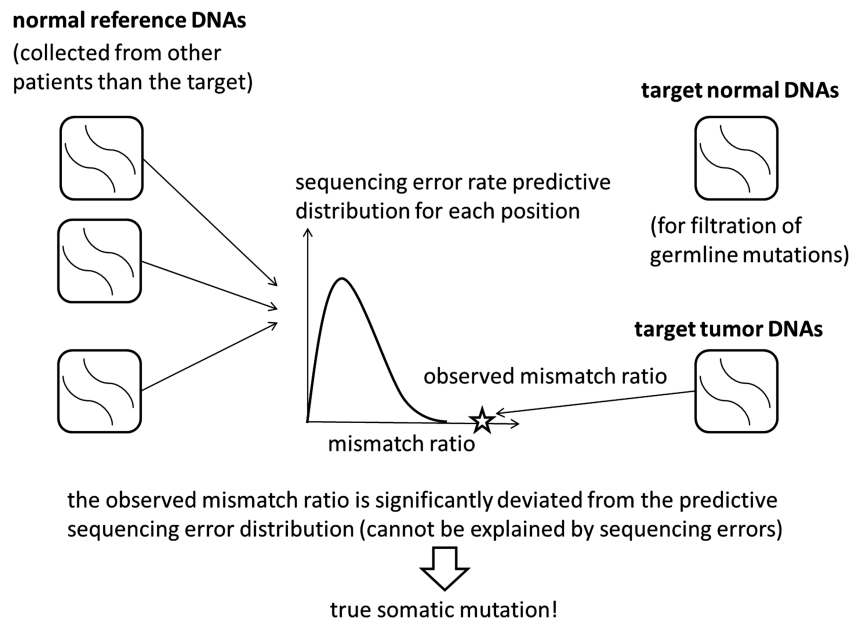 normal reference DNAs
(collected from other
patients than the target)
target normal DNAs
(for filtration of
germline mutations)
sequencing error rate predictive
distribution for each position
target tumor DNAs
observed mismatch ratio
mismatch ratio
the observed mismatch ratio is significantly deviated from the predictive
sequencing error distribution (cannot be explained by sequencing errors)
true somatic mutation!